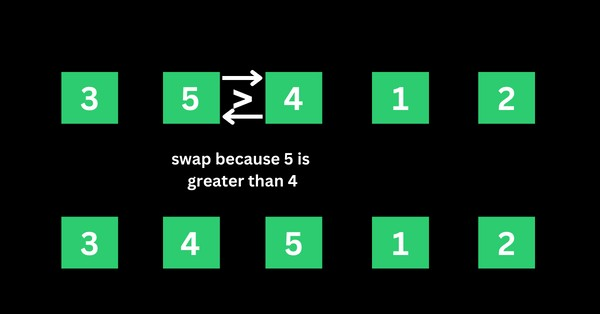 3 5 > 4 1 2
swap because 5 is
greater than 4
3 4 5 1 2